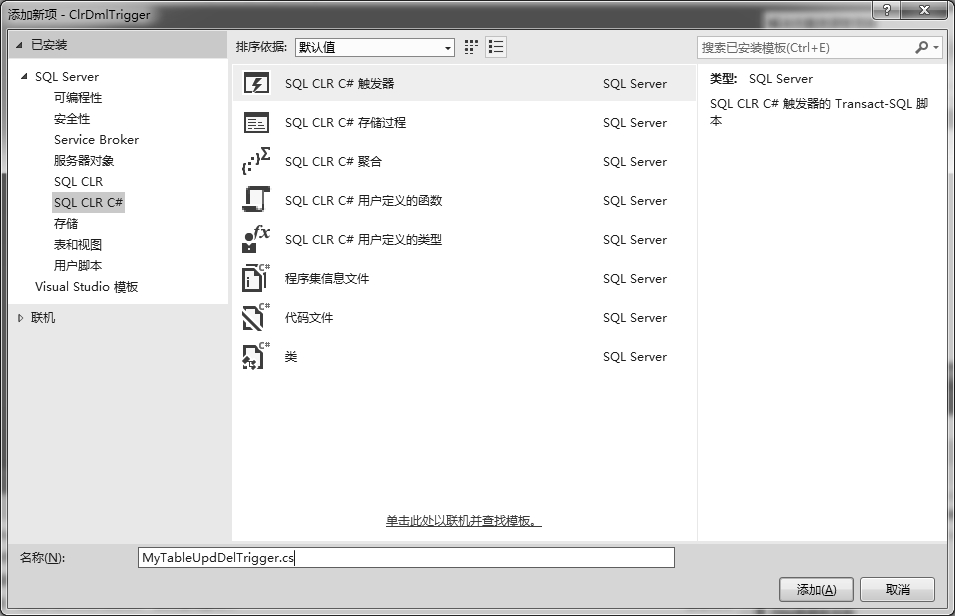 添加新项 - ClrDmlTrigger
已安装
SQL Server
可编程性
安全性
Service Broker
服务器对象
SQL CLR
SQL CLR C#
存储
表和视图
用户脚本
Visual Studio 模板
联机
排序依据: 默认值
SQL CLR C# 触发器 SQL Server
SQL CLR C# 存储过程 SQL Server
SQL CLR C# 聚合 SQL Server
SQL CLR C# 用户定义的函数 SQL Server
SQL CLR C# 用户定义的类型 SQL Server
程序集信息文件 SQL Server
代码文件 SQL Server
类 SQL Server
单击此处以联机并查找模板。
搜索已安装模板(Ctrl+E)
类型: SQL Server
SQL CLR C# 触发器的 Transact-SQL 脚
本
名称(N): MyTableUpdDelTrigger.cs
添加(A) 取消